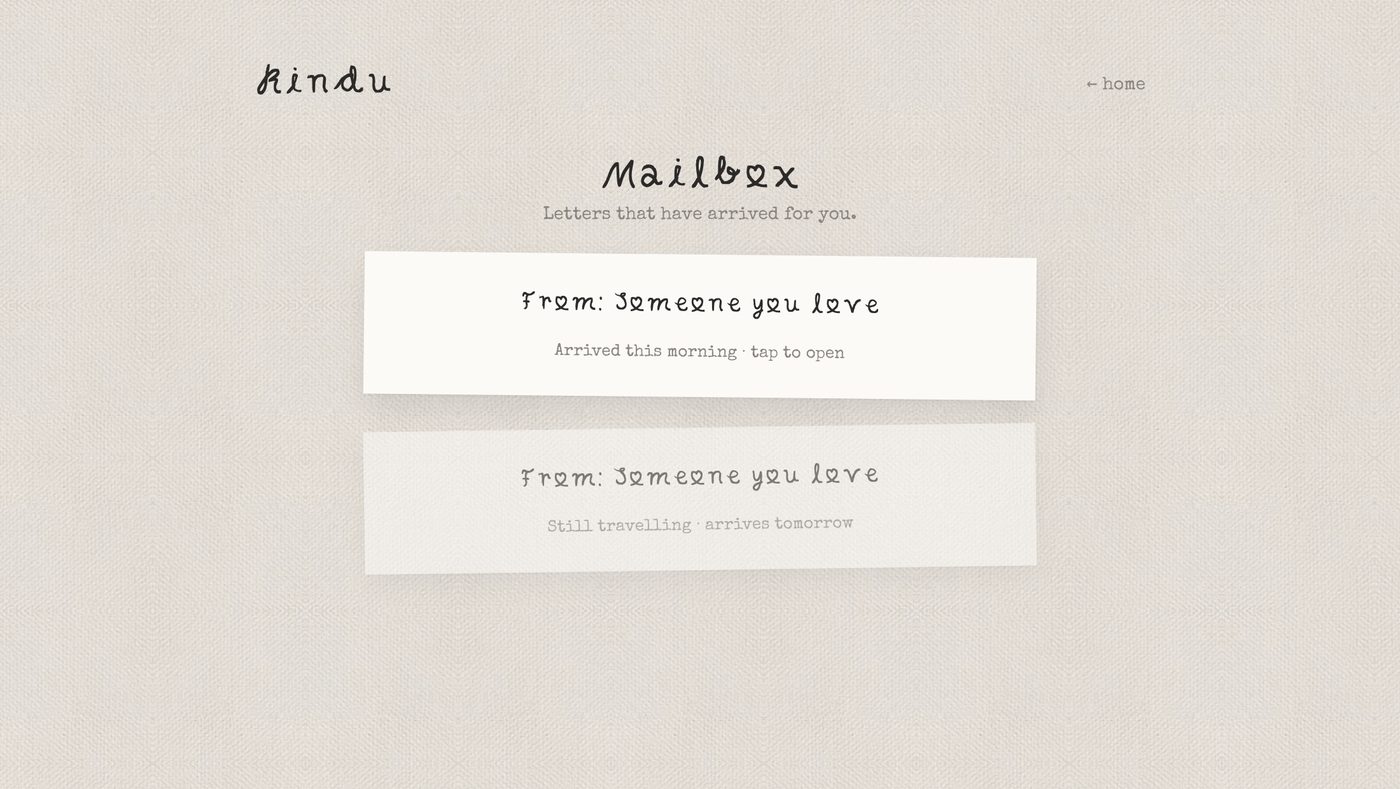 kindu
← home
Mailbox
Letters that have arrived for you.
From: Someone you love
Arrived this morning · tap to open
From: Someone you love
Still travelling · arrives tomorrow